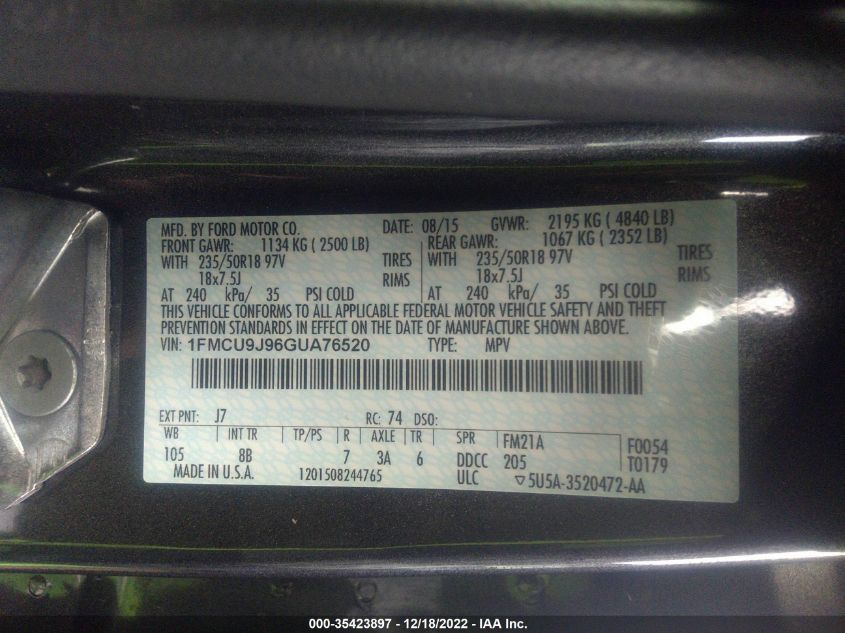 MFD. BY FORD MOTOR CO. DATE: 08/15 GVWR: 2195 KG ( 4840 LB)
FRONT GAWR: 1134 KG ( 2500 LB) REAR GAWR: 1067 KG ( 2352 LB)
WITH 235/50R18 97V TIRES WITH 235/50R18 97V TIRES
18x7.5J RIMS 18x7.5J RIMS
AT 240 kPa/ 35 PSI COLD AT 240 kPa/ 35 PSI COLD
THIS VEHICLE CONFORMS TO ALL APPLICABLE FEDERAL MOTOR VEHICLE SAFETY AND THEFT
PREVENTION STANDARDS IN EFFECT ON THE DATE OF MANUFACTURE SHOWN ABOVE.
VIN: 1FMCU9J96GUA76520 TYPE: MPV
EXT PNT: J7 RC: 74 DSO:
WB INT TR TP/PS R AXLE TR SPR FM21A F0054
105 8B 7 3A 6 DDCC 205 T0179
MADE IN U.S.A. 1201508244765 ULC ▽5U5A-3520472-AA
000-35423897 - 12/18/2022 - IAA Inc.